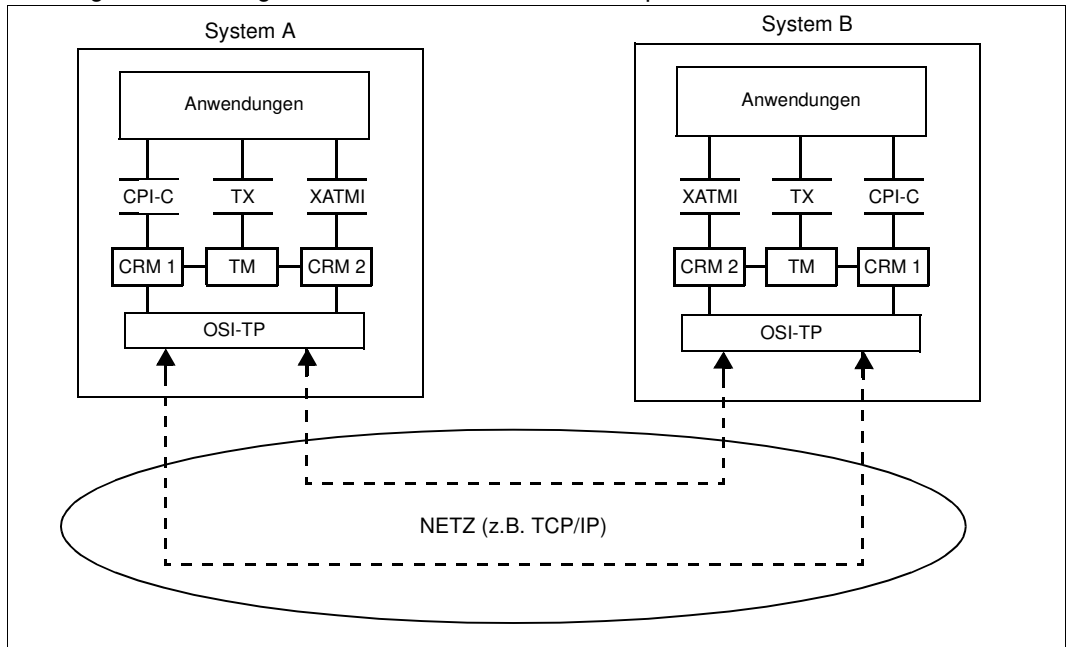 System A
Anwendungen
CPI-C TX XATMI
CRM 1 TM CRM 2
OSI-TP
System B
Anwendungen
XATMI TX CPI-C
CRM 2 TM CRM 1
OSI-TP
NETZ (z.B. TCP/IP)